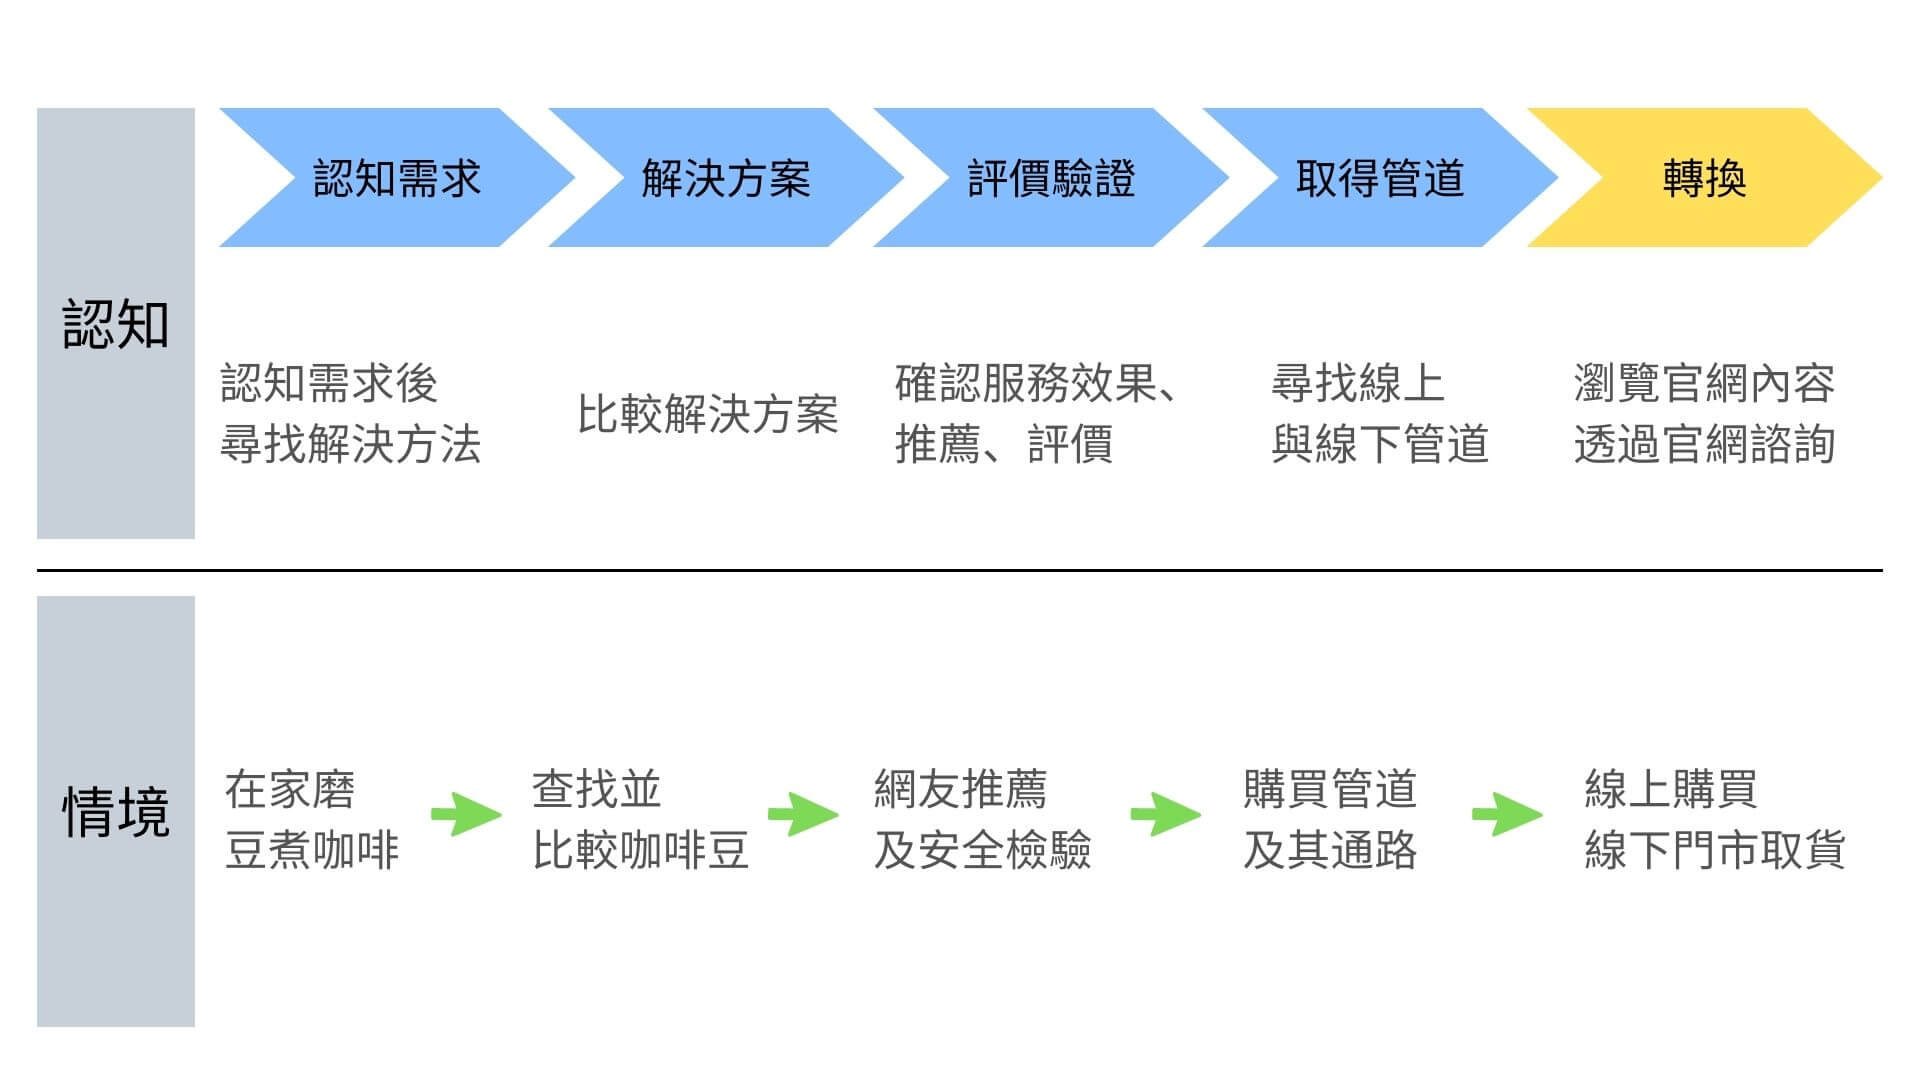 認知
認知需求
解決方案
評價驗證
取得管道
轉換
認知需求後
尋找解決方法
比較解決方案
確認服務效果、
推薦、評價
尋找線上
與線下管道
瀏覽官網內容
透過官網諮詢
情境
在家磨
豆煮咖啡
查找並
比較咖啡豆
網友推薦
及安全檢驗
購買管道
及其通路
線上購買
線下門市取貨